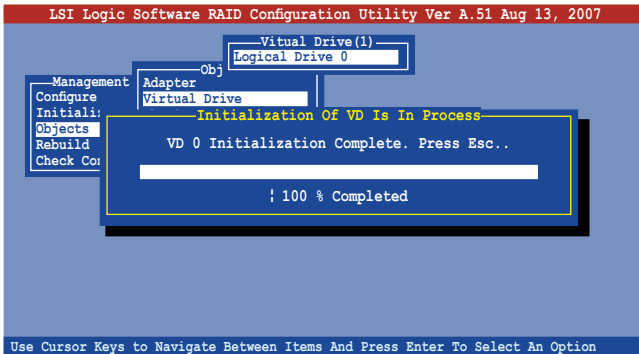 LSI Logic Software RAID Configuration Utility Ver A.51 Aug 13, 2007
Vitual Drive(1)
Logical Drive 0
Obj
Adapter
Virtual Drive
Management
Configure
Initializ
Objects
Rebuild
Check Con
Initialization Of VD Is In Process
VD 0 Initialization Complete. Press Esc..
¦ 100 % Completed
Use Cursor Keys to Navigate Between Items And Press Enter To Select An Option